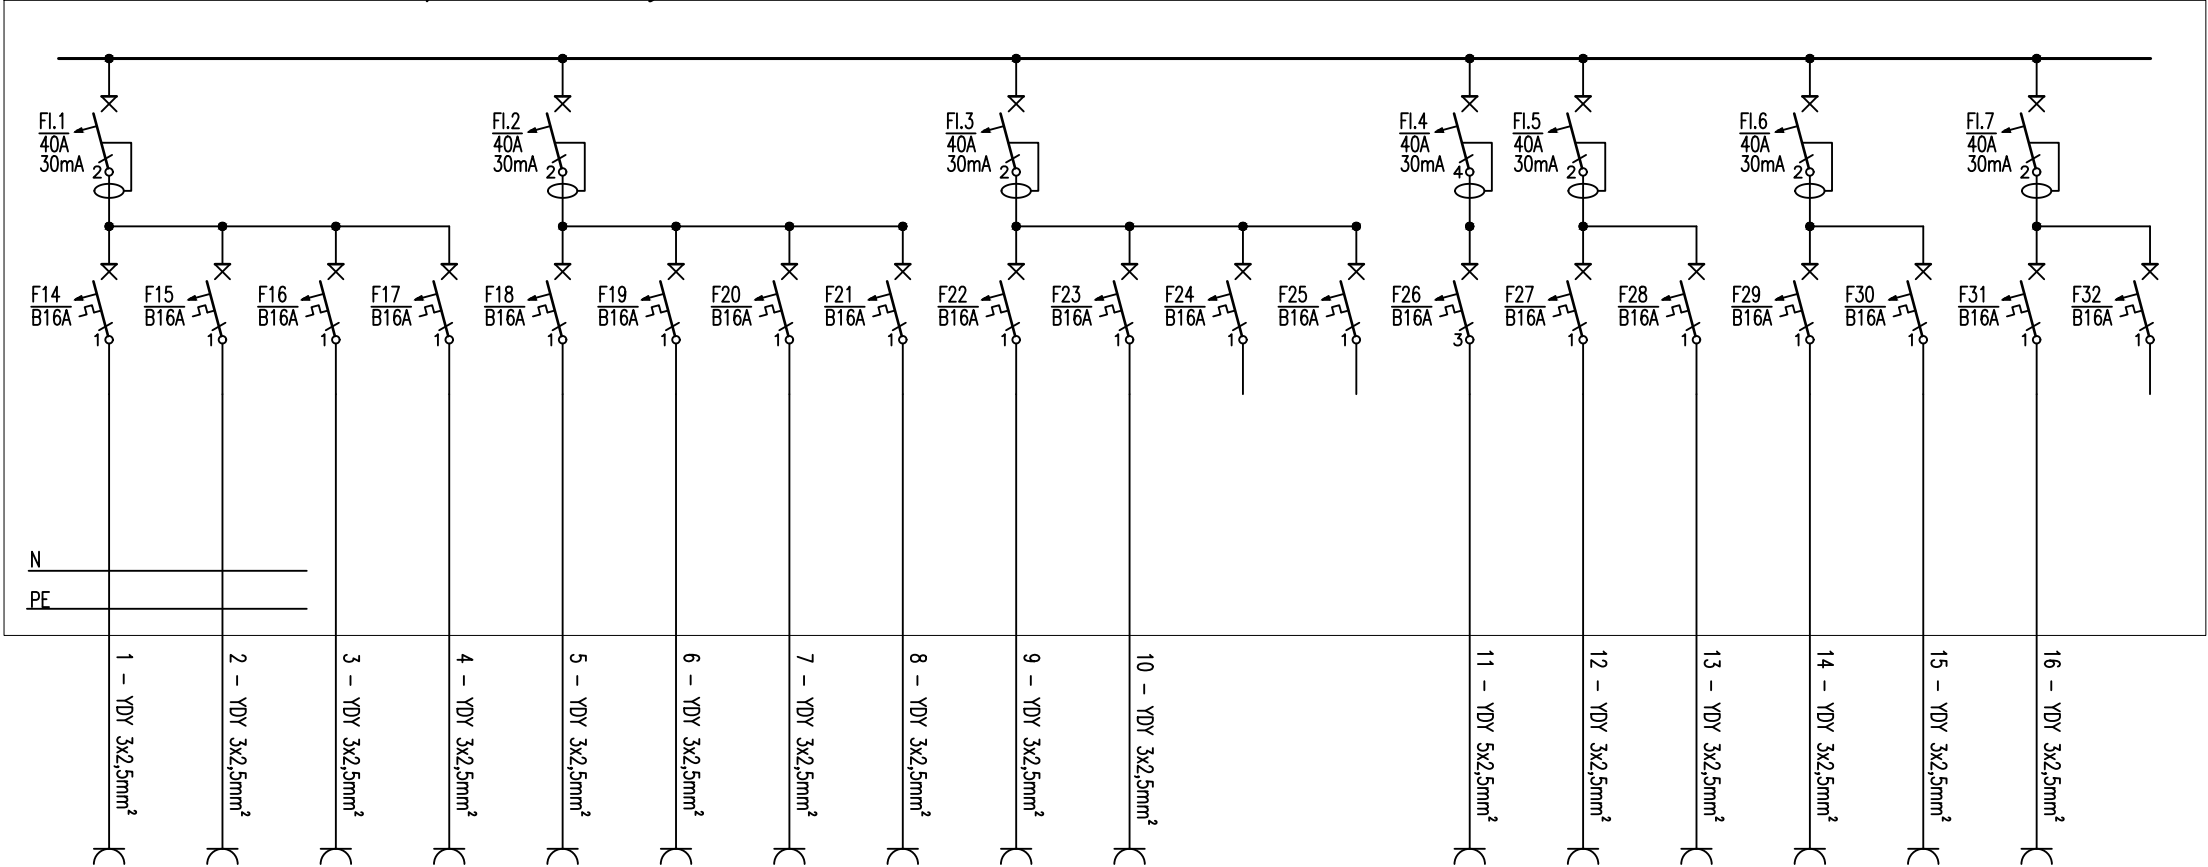 FI.1
40A
30mA
2
FI.2
40A
30mA
2
FI.3
40A
30mA
2
FI.4
40A
30mA
4
FI.5
40A
30mA
2
FI.6
40A
30mA
2
FI.7
40A
30mA
2
F14
B16A
1
F15
B16A
1
F16
B16A
1
F17
B16A
1
F18
B16A
1
F19
B16A
1
F20
B16A
1
F21
B16A
1
F22
B16A
1
F23
B16A
1
F24
B16A
1
F25
B16A
1
F26
B16A
3
F27
B16A
1
F28
B16A
1
F29
B16A
1
F30
B16A
1
F31
B16A
1
F32
B16A
1
N
PE
1 - YDY 3x2,5mm²
2 - YDY 3x2,5mm²
3 - YDY 3x2,5mm²
4 - YDY 3x2,5mm²
5 - YDY 3x2,5mm²
6 - YDY 3x2,5mm²
7 - YDY 3x2,5mm²
8 - YDY 3x2,5mm²
9 - YDY 3x2,5mm²
10 - YDY 3x2,5mm²
11 - YDY 5x2,5mm²
12 - YDY 3x2,5mm²
13 - YDY 3x2,5mm²
14 - YDY 3x2,5mm²
15 - YDY 3x2,5mm²
16 - YDY 3x2,5mm²